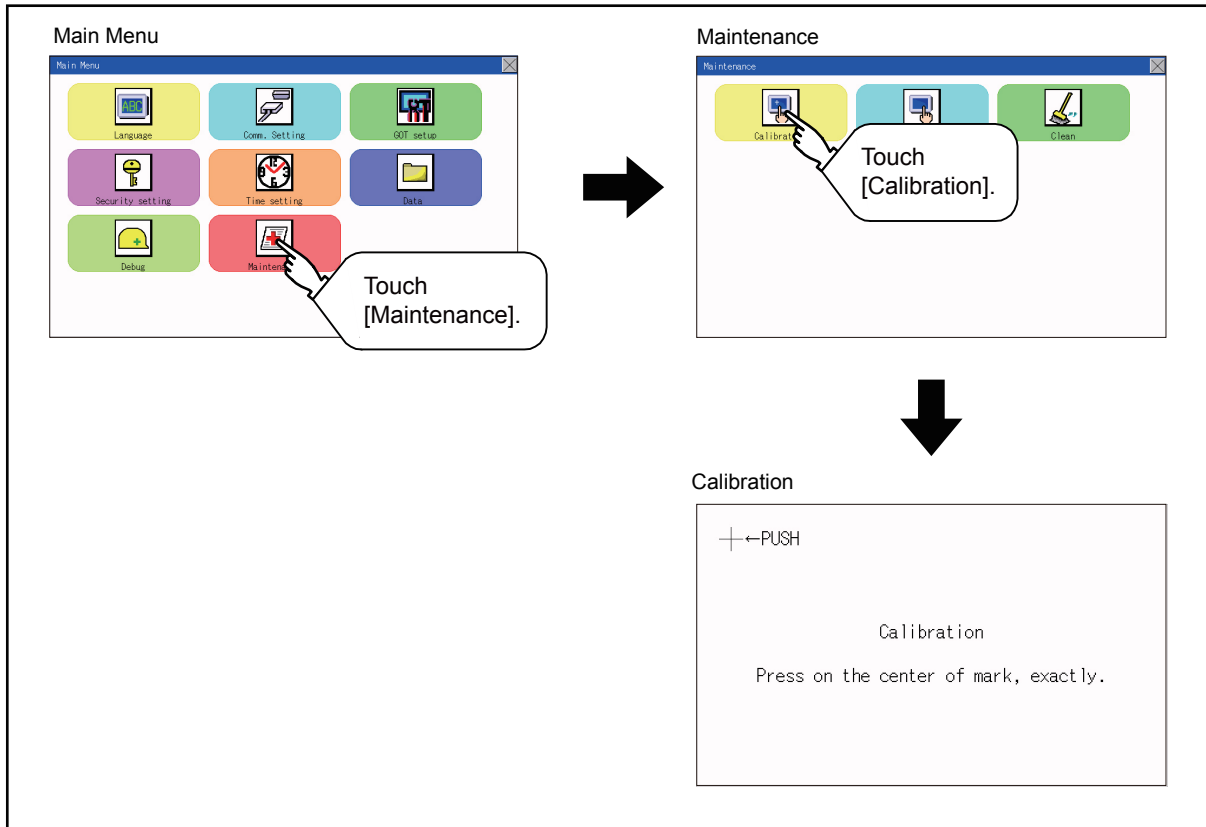 Main Menu
Main Menu
ABC
Language
Comm. Setting
GOT setup
Security setting
Time setting
Data
Debug
Touch
[Maintenance].
Maintenance
Maintenance
Clean
Touch
[Calibration].
Calibration
←PUSH
Calibration
Press on the center of mark, exactly.